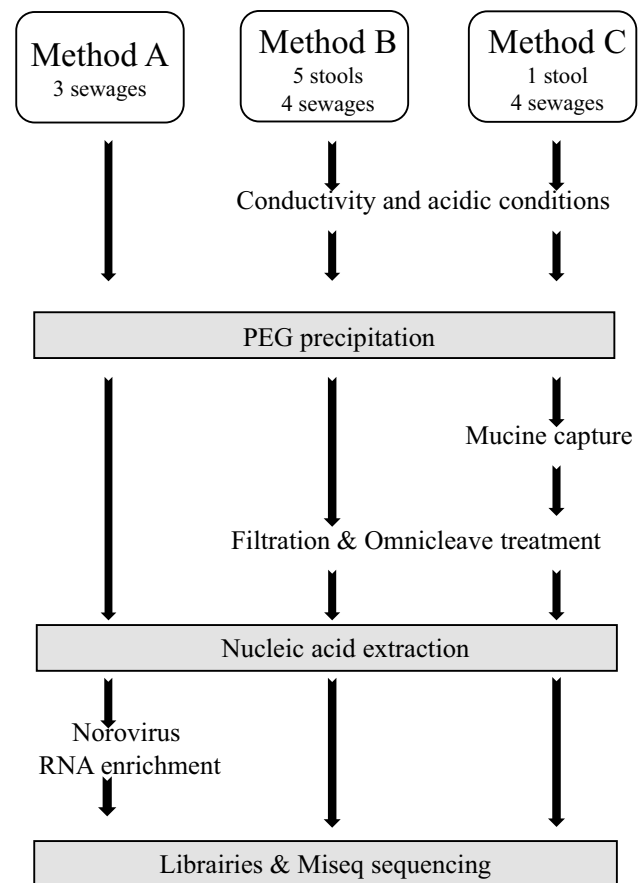 Method A
3 sewages
Method B
5 stools
4 sewages
Method C
1 stool
4 sewages
Conductivity and acidic conditions
PEG precipitation
Mucine capture
Filtration & Omnicleave treatment
Nucleic acid extraction
Norovirus
RNA enrichment
Librairies & Miseq sequencing